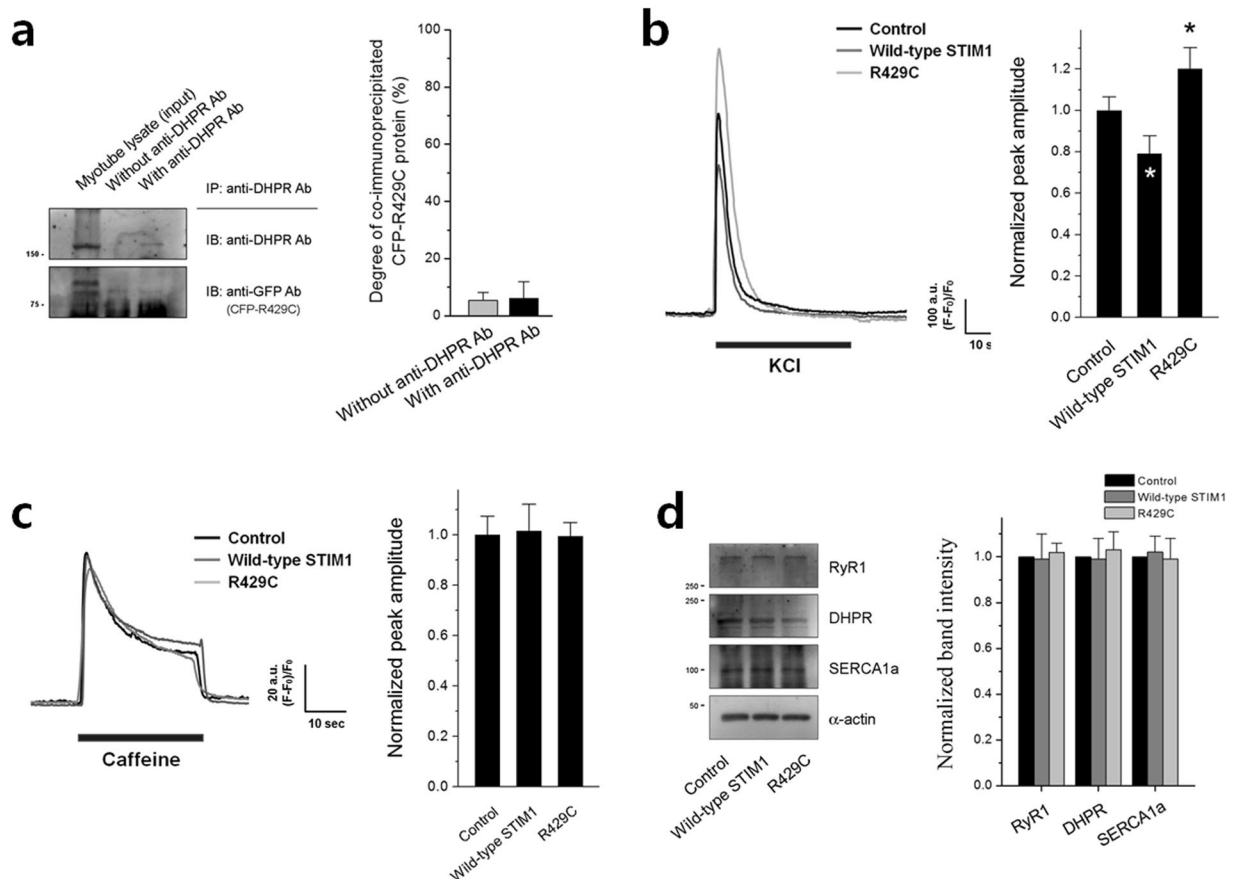 a
Myotube lysate (input)
Without anti-DHPR Ab
With anti-DHPR Ab
IP: anti-DHPR Ab
IB: anti-DHPR Ab
150 -
IB: anti-GFP Ab
(CFP-R429C)
75 -
Degree of co-immunoprecipitated
CFP-R429C protein (%)
100
80
60
40
20
0
Without anti-DHPR Ab
With anti-DHPR Ab
b
Control
Wild-type STIM1
R429C
100 a.u.
(F-F0)/F0
10 s
KCl
Normalized peak amplitude
1.2
1.0
0.8
0.6
0.4
0.2
0.0
*
*
Control
Wild-type STIM1
R429C
c
Control
Wild-type STIM1
R429C
20 a.u.
(F-F0)/F0
10 sec
Caffeine
Normalized peak amplitude
1.0
0.8
0.6
0.4
0.2
0.0
Control
Wild-type STIM1
R429C
d
RyR1
250 -
250 -
DHPR
SERCA1a
100 -
50 -
α-actin
Control
Wild-type STIM1
R429C
Control
Wild-type STIM1
R429C
Normalized band intensity
1.2
1.0
0.8
0.6
0.4
0.2
0.0
RyR1
DHPR
SERCA1a